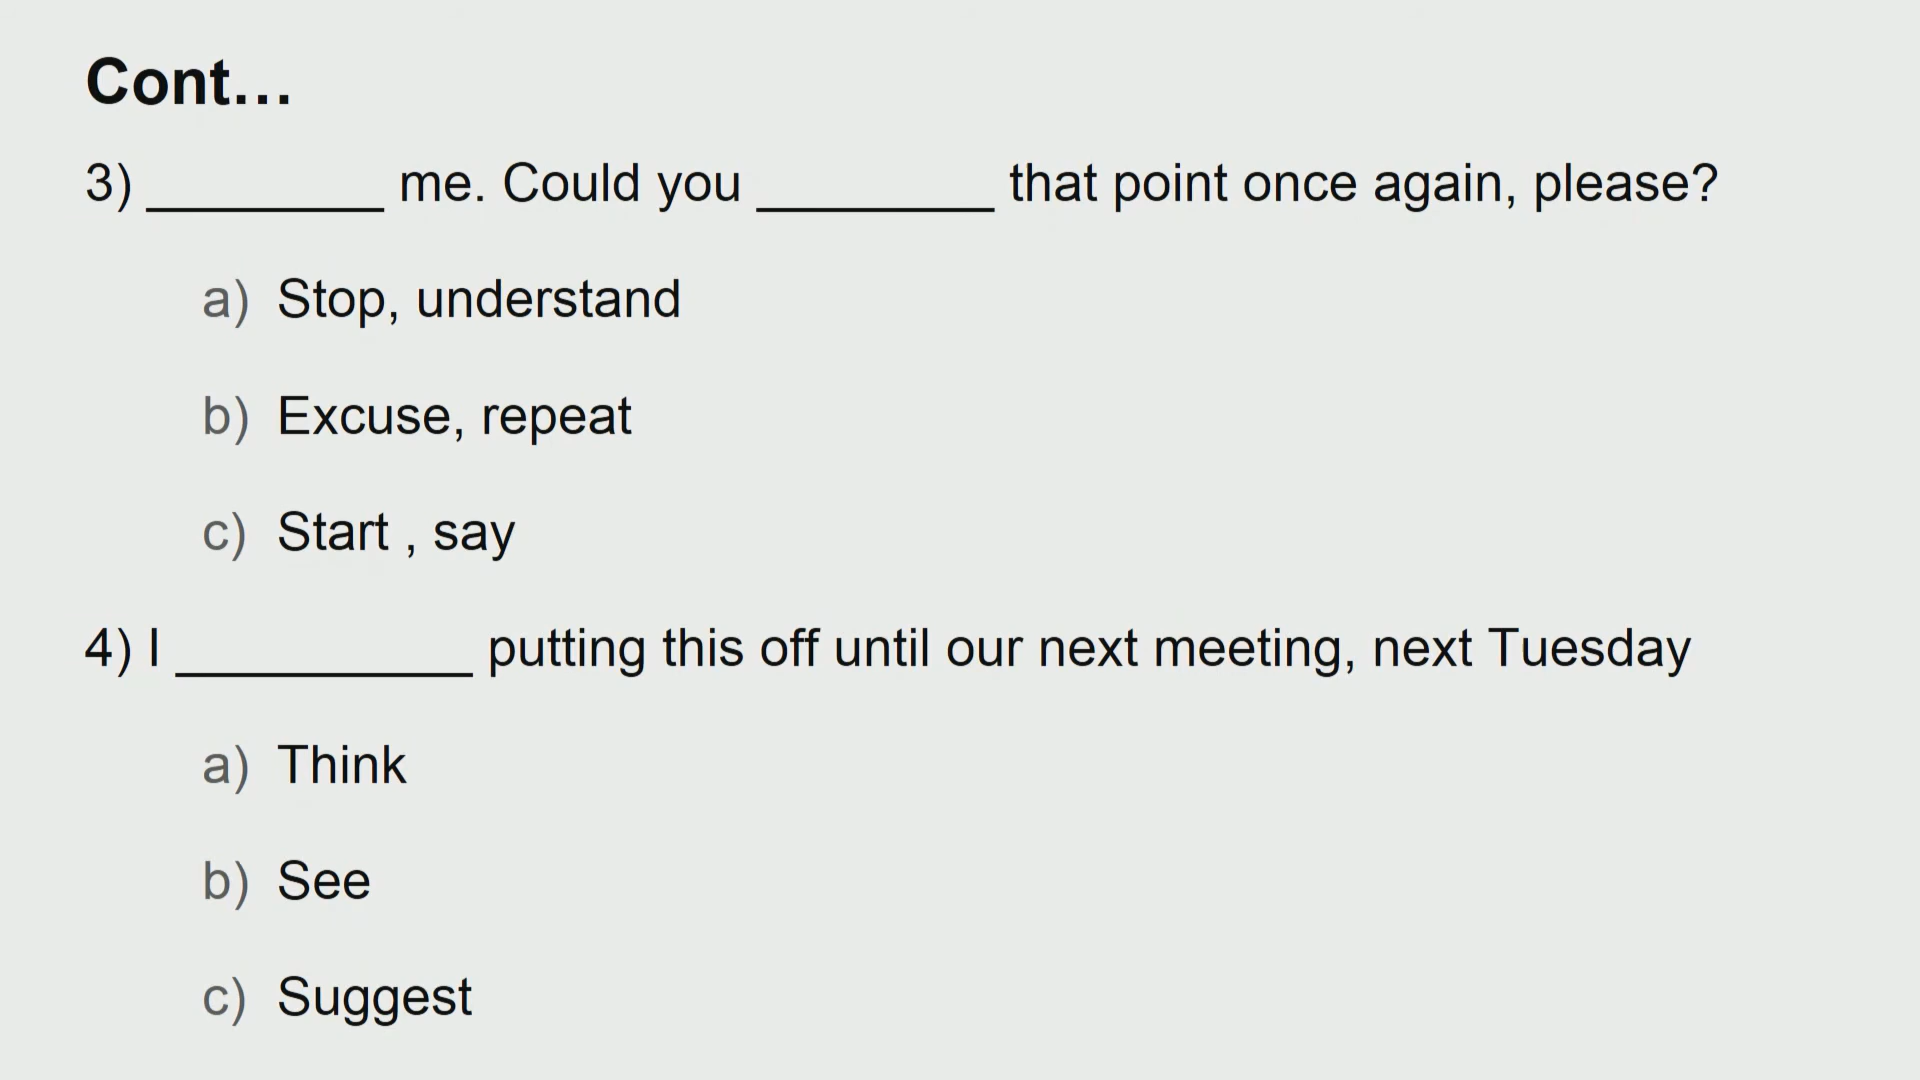 Cont...
3) ________ me. Could you ________ that point once again, please?
a) Stop, understand
b) Excuse, repeat
c) Start , say
4) I __________ putting this off until our next meeting, next Tuesday
a) Think
b) See
c) Suggest